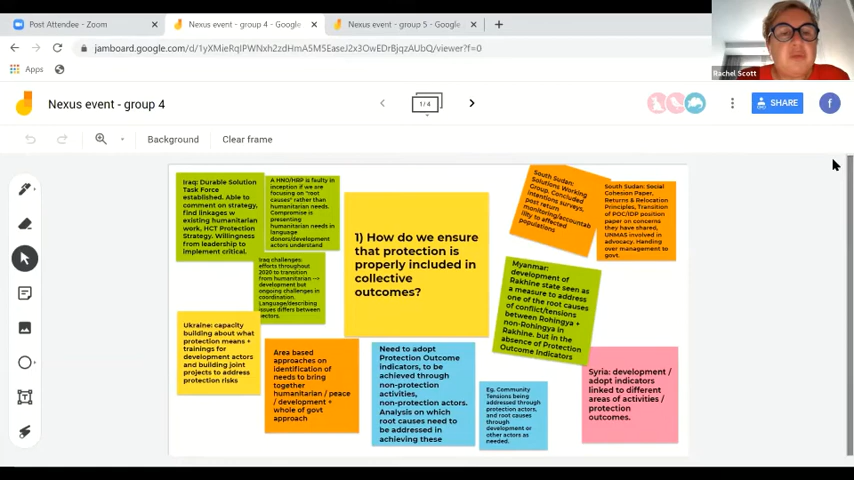 Post Attendee - Zoom
Nexus event - group 4 - Google
Nexus event - group 5 - Google
jamboard.google.com/d/1yXMieRqIPWNxh2zdHmA5M5EaseJ2x3OwEDrBjqzAUbQ/viewer?f=0
Apps
Rachel Scott
Nexus event - group 4
1/4
SHARE
f
Background
Clear frame
Iraq: Durable Solution
Task Force
established. Able to
comment on strategy,
find linkages w
existing humanitarian
work, HCT Protection
Strategy. Willingness
from leadership to
implement critical.
A HNO/HRP is faulty in
inception if we are
focusing on "root
causes" rather than
humanitarian needs.
Compromise is
presenting
humanitarian needs in
language
donors/development
actors understand
Iraq challenges:
efforts throughout
2020 to transition
from humanitarian -->
development but
ongoing challenges in
coordination.
Language/describing
issues differs between
sectors.
1) How do we ensure
that protection is
properly included in
collective
outcomes?
South Sudan:
Solutions Working
Group. Concluded
intentions surveys,
post return
monitoring/accountab
ility to affected
populations
South Sudan: Social
Cohesion Paper,
Returns & Relocation
Principles, Transition
of POC/IDP position
paper on concerns
they have shared,
UNMAS involved in
advocacy. Handing
over management to
govt.
Myanmar:
development of
Rakhine state seen as
a measure to address
one of the root causes
of conflict/tensions
between Rohingya +
non-Rohingya in
Rakhine. but in the
absence of Protection
Outcome Indicators
Ukraine: capacity
building about what
protection means +
trainings for
development actors
and building joint
projects to address
protection risks
Area based
approaches on
identification of
needs to bring
together
humanitarian / peace
/ development +
whole of govt
approach
Need to adopt
Protection Outcome
indicators, to be
achieved through
non-protection
activities,
non-protection actors.
Analysis on which
root causes need to
be addressed in
achieving these
Eg. Community
Tensions being
addressed through
protection actors,
and root causes
through
development or
other actors as
needed.
Syria: development /
adopt indicators
linked to different
areas of activities /
protection
outcomes.